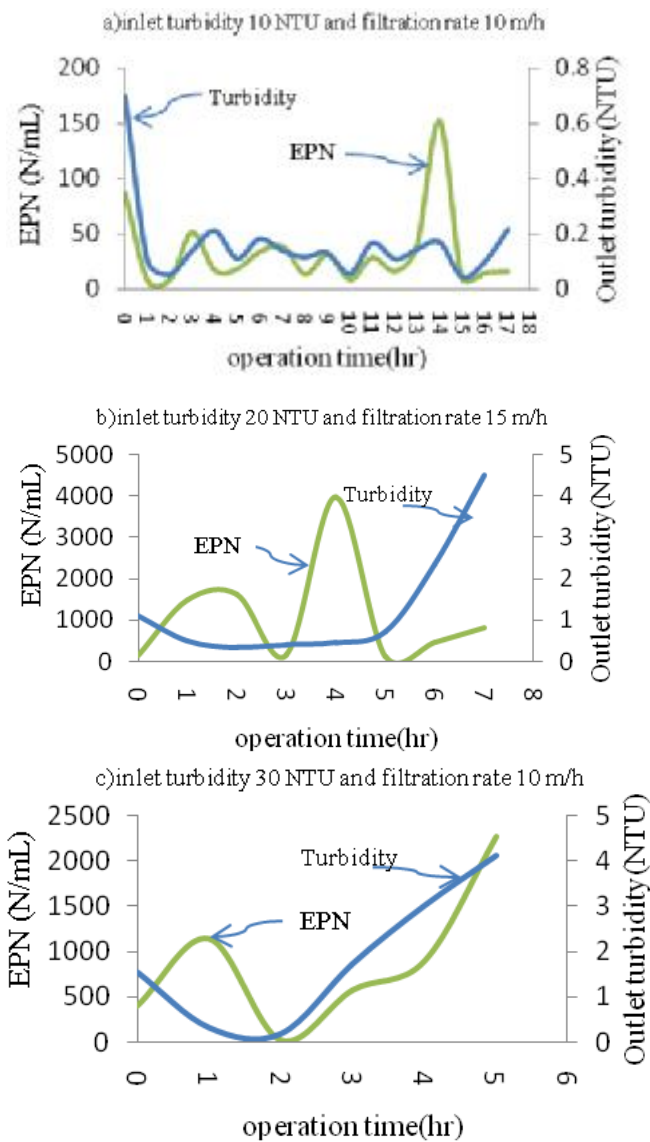 a)inlet turbidity 10 NTU and filtration rate 10 m/h
EPN (N/mL)
200
150
100
50
0
Turbidity
EPN
0.8
0.6
0.4
0.2
0
Outlet turbidity (NTU)
0 1 2 3 4 5 6 7 8 9 10 11 12 13 14 15 16 17 18
operation time(hr)
b)inlet turbidity 20 NTU and filtration rate 15 m/h
EPN (N/mL)
5000
4000
3000
2000
1000
0
Turbidity
EPN
5
4
3
2
1
0
Outlet turbidity (NTU)
0 1 2 3 4 5 6 7 8
operation time(hr)
c)inlet turbidity 30 NTU and filtration rate 10 m/h
EPN (N/mL)
2500
2000
1500
1000
500
0
Turbidity
EPN
5
4
3
2
1
0
Outlet turbidity (NTU)
0 1 2 3 4 5 6
operation time(hr)